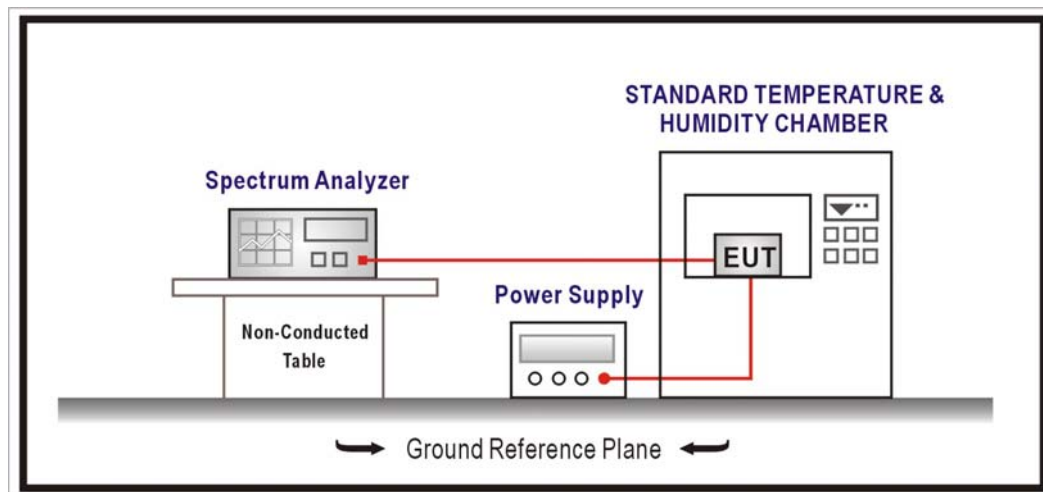 STANDARD TEMPERATURE &
HUMIDITY CHAMBER
Spectrum Analyzer
EUT
Power Supply
Non-Conducted
Table
Ground Reference Plane